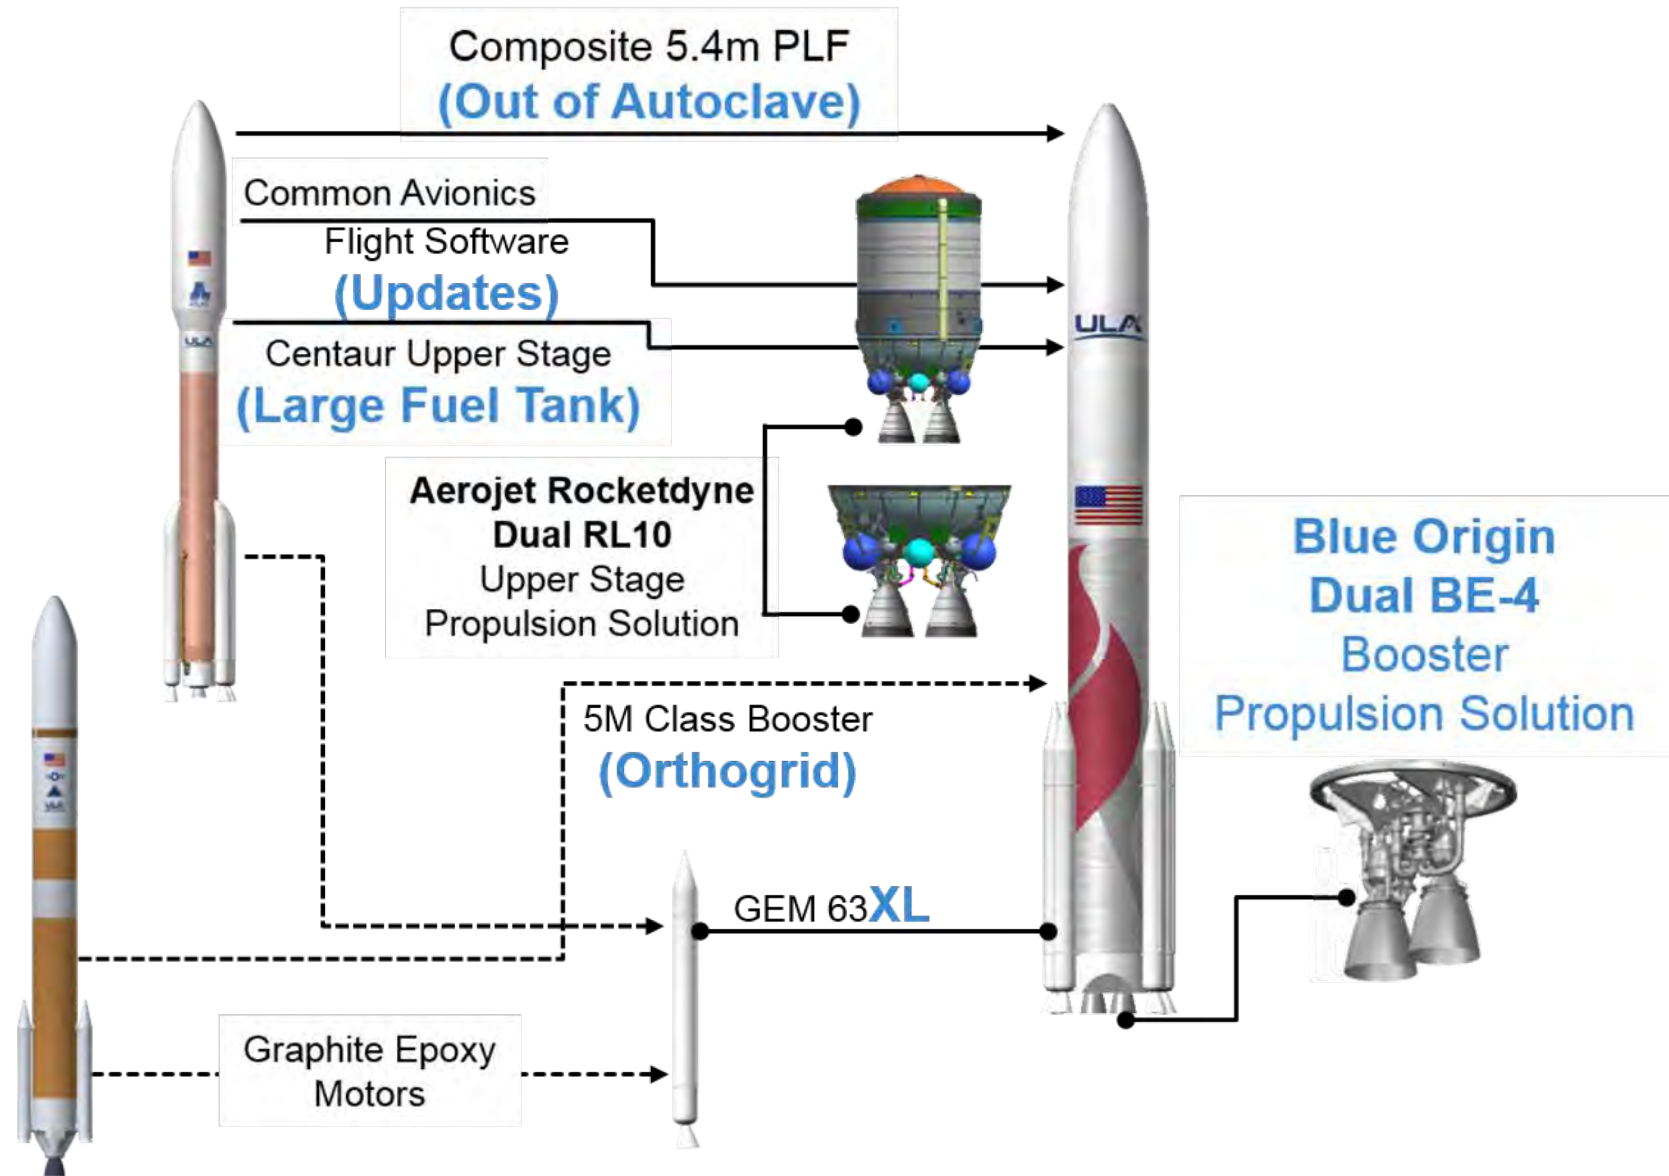 Composite 5.4m PLF
(Out of Autoclave)
Common Avionics
Flight Software
(Updates)
Centaur Upper Stage
(Large Fuel Tank)
Aerojet Rocketdyne
Dual RL10
Upper Stage
Propulsion Solution
5M Class Booster
(Orthogrid)
GEM 63XL
Graphite Epoxy
Motors
Blue Origin
Dual BE-4
Booster
Propulsion Solution
ULA
ULA